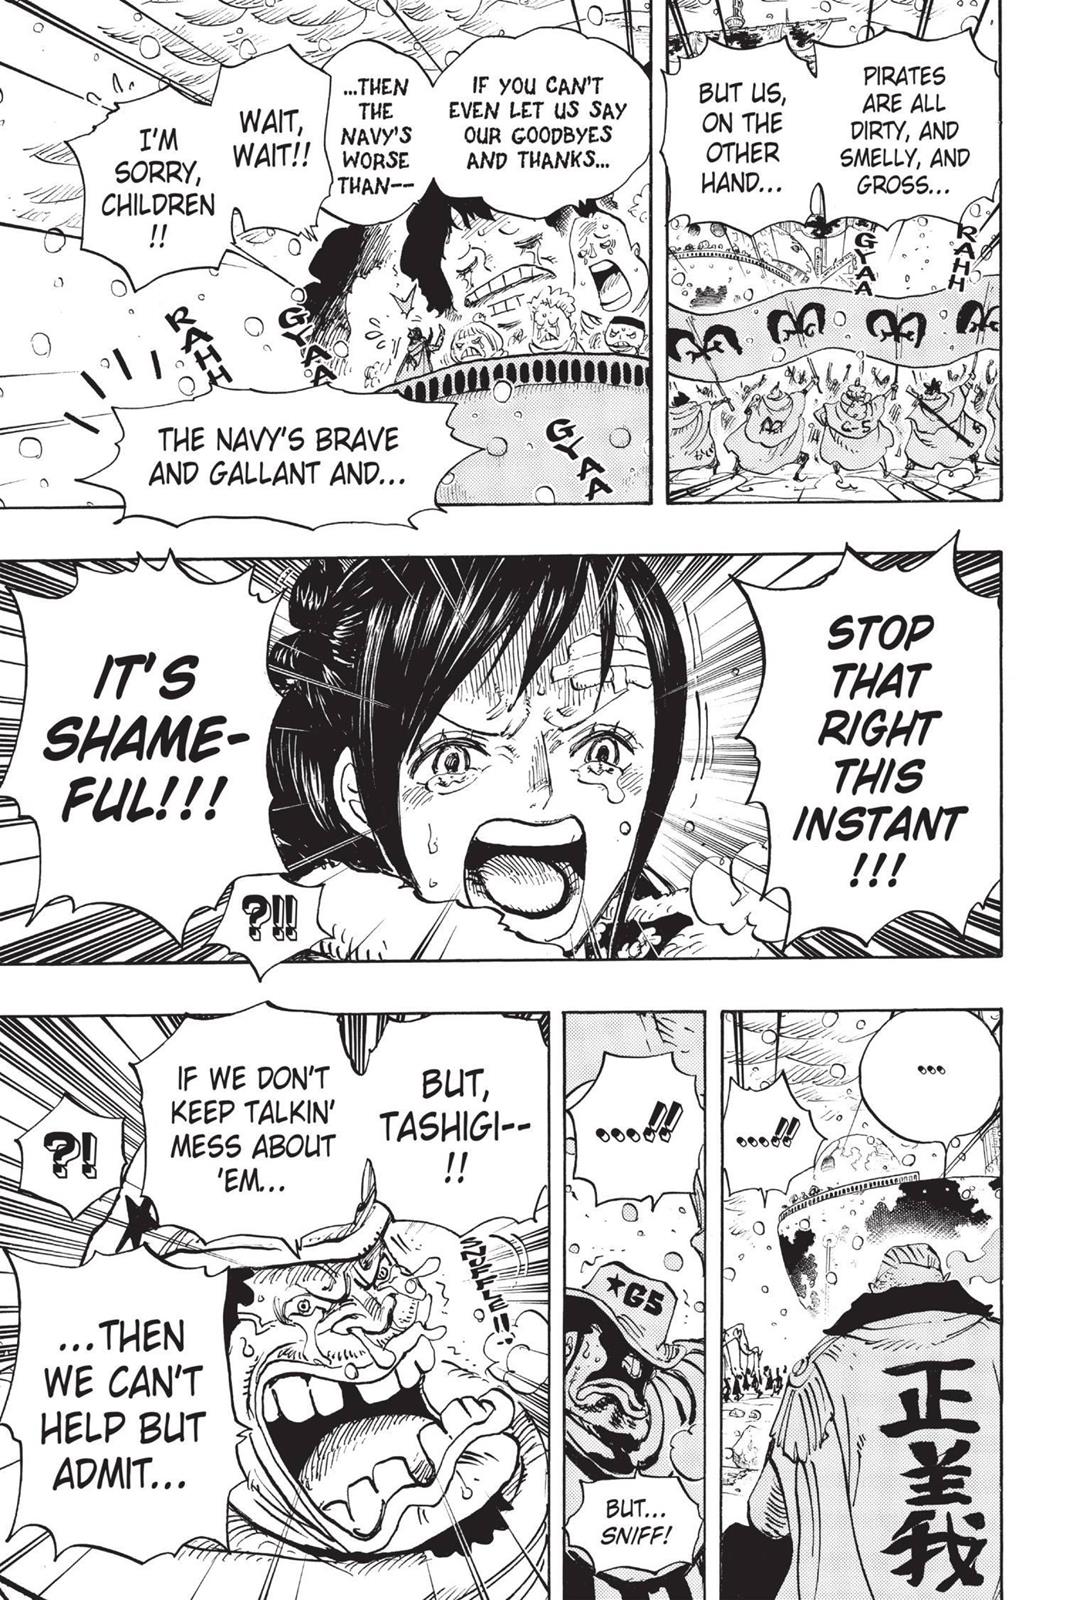 PIRATES
ARE ALL
DIRTY, AND
SMELLY, AND
GROSS...
BUT US,
ON THE
OTHER
HAND...
RAHH
GYAA
G-5
IF YOU CAN'T
EVEN LET US SAY
OUR GOODBYES
AND THANKS...
...THEN
THE
NAVY'S
WORSE
THAN--
WAIT,
WAIT!!
I'M
SORRY,
CHILDREN
!!
GYAA
RAHH
GYAA
THE NAVY'S BRAVE
AND GALLANT AND...
STOP
THAT
RIGHT
THIS
INSTANT
!!!
IT'S
SHAME-
FUL!!!
?!!
...
...!!
正義
...!!
G5
BUT...
SNIFF!
BUT,
TASHIGI--
!!
IF WE DON'T
KEEP TALKIN'
MESS ABOUT
'EM...
?!
SNUFFLE!!
...THEN
WE CAN'T
HELP BUT
ADMIT...